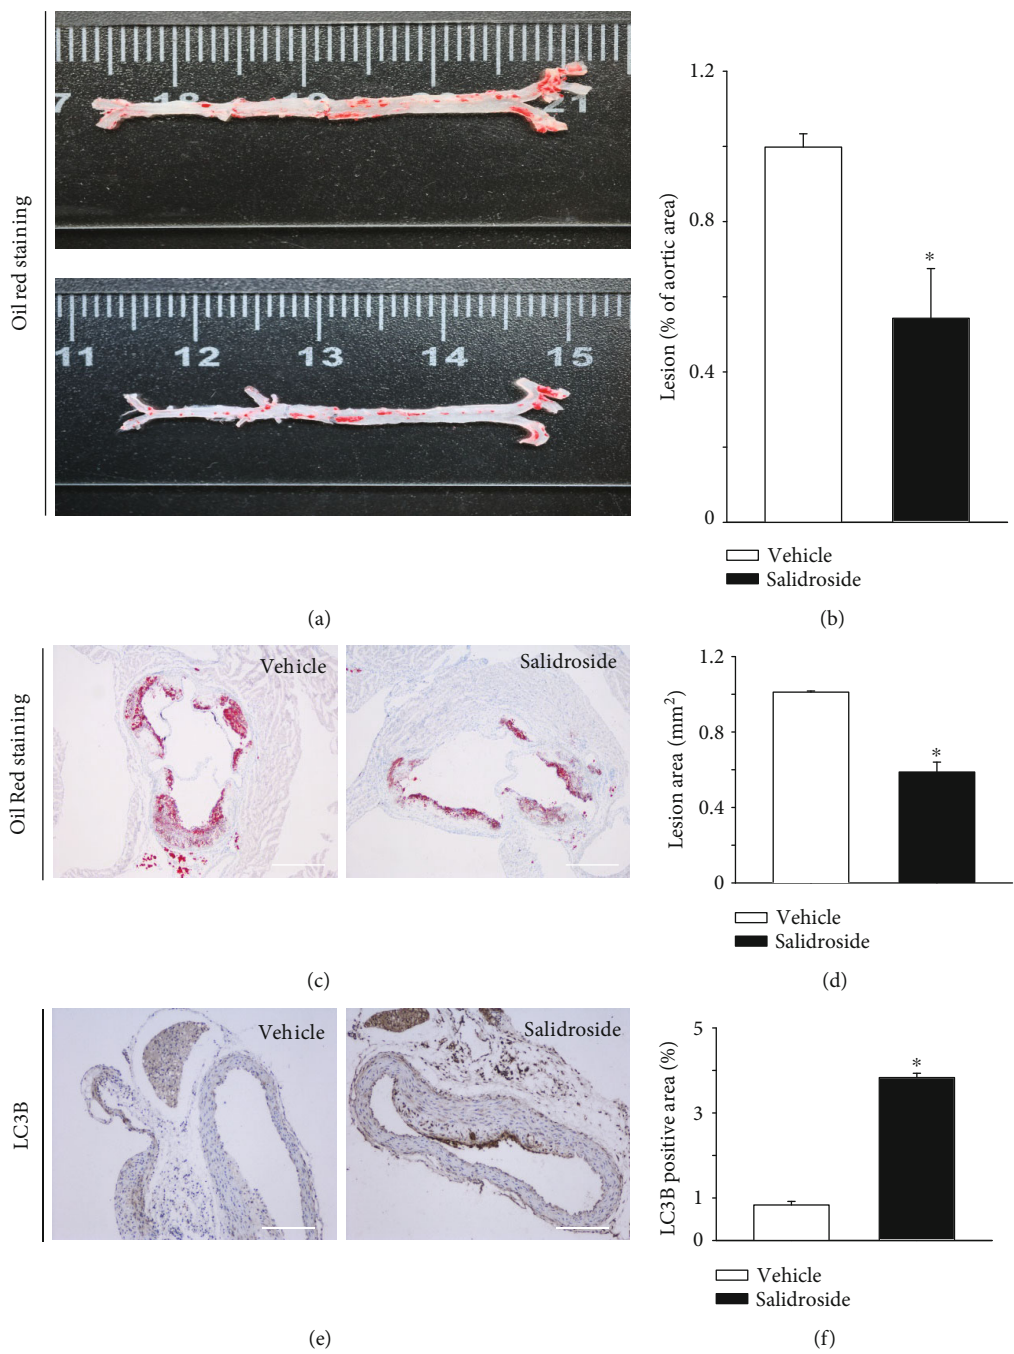 Oil red staining
7 18 19 21
11 12 13 14 15
(a)
Lesion (% of aortic area)
1.2
0.8
0.4
0
*
Vehicle
Salidroside
(b)
Oil Red staining
Vehicle
Salidroside
(c)
Lesion area (mm²)
1.2
0.8
0.4
0
*
Vehicle
Salidroside
(d)
LC3B
Vehicle
Salidroside
(e)
LC3B positive area (%)
5
3
1
0
*
Vehicle
Salidroside
(f)